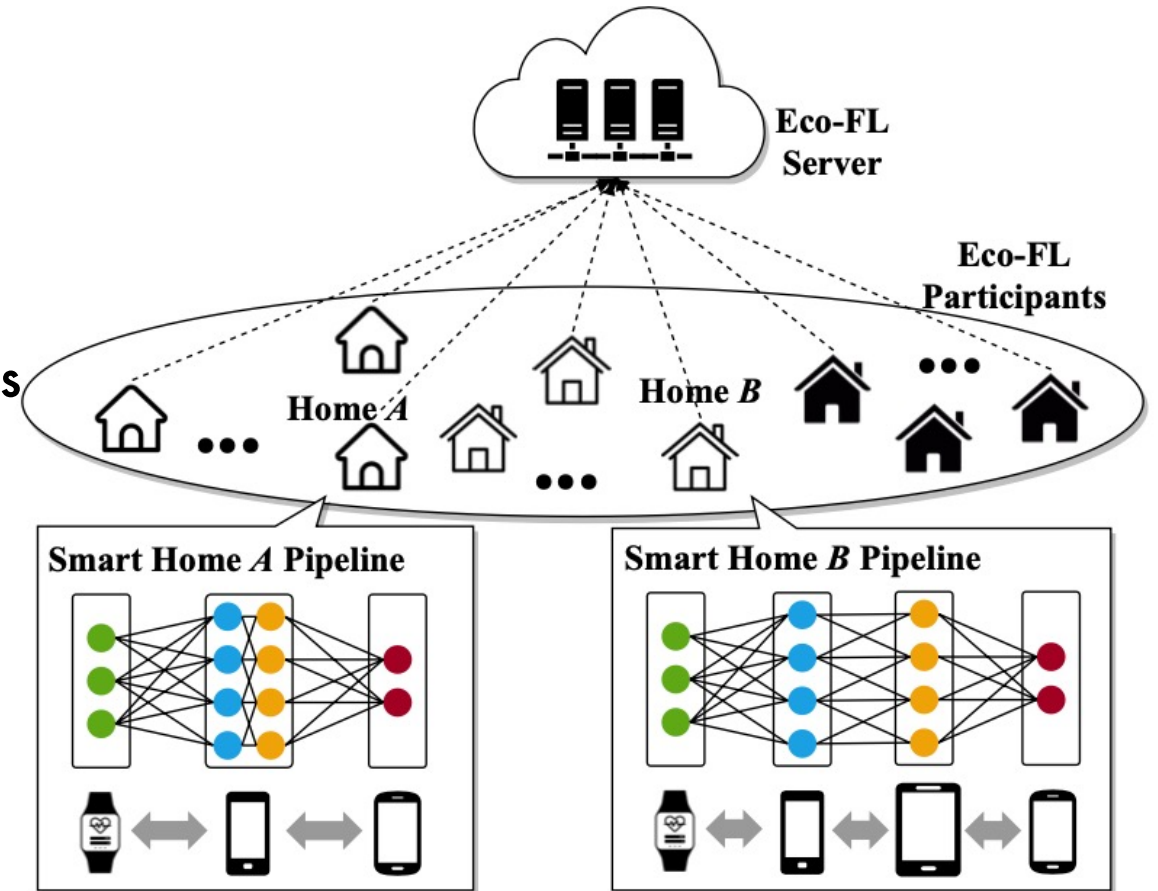 Eco-FL
Server
Eco-FL
Participants
s
Home A
Home B
Smart Home A Pipeline
Smart Home B Pipeline